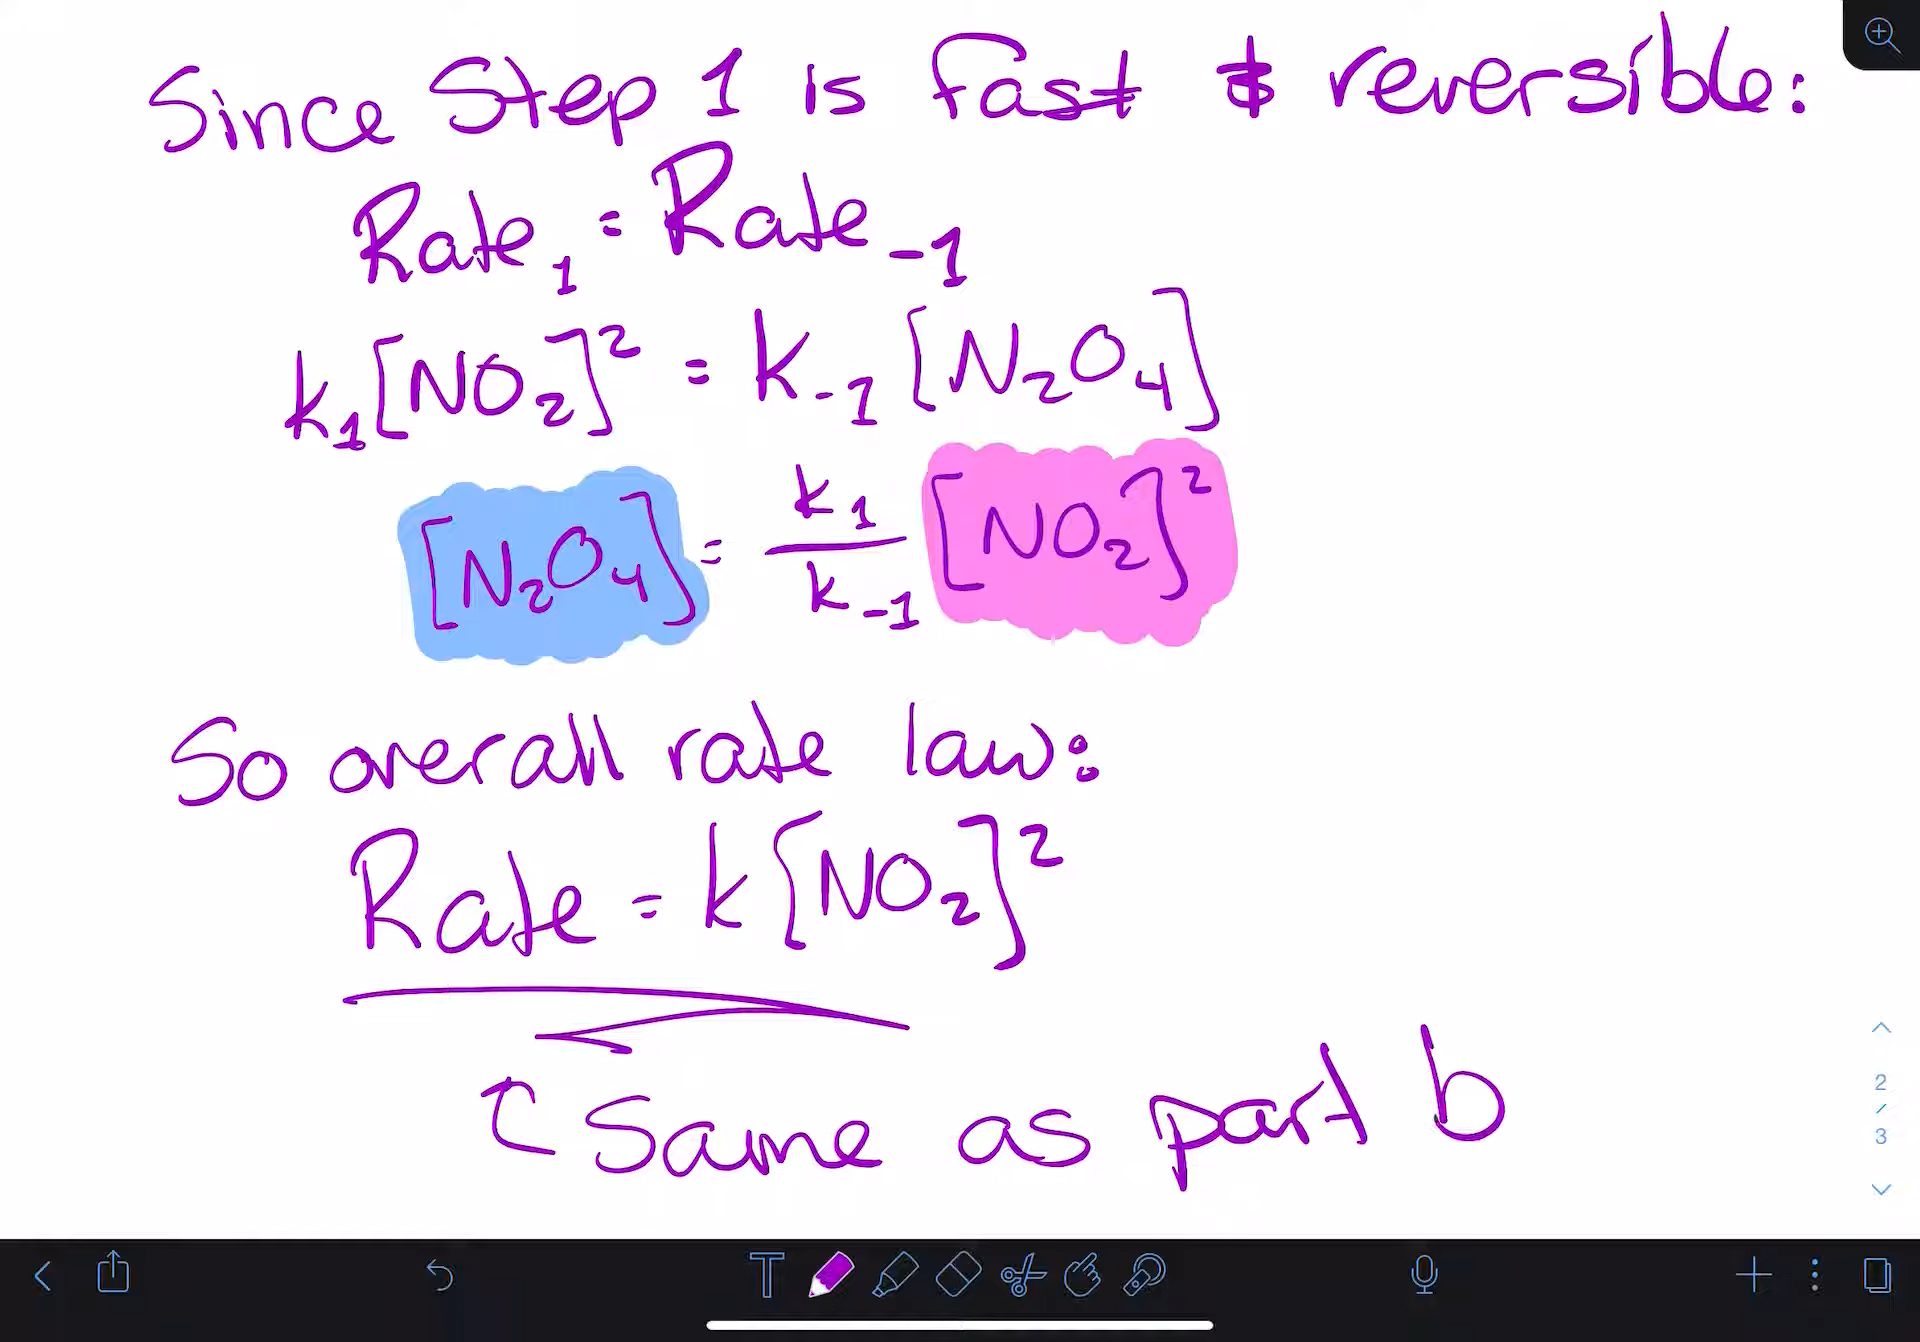 Since Step 1 is fast & reversible:
Rate₁ = Rate₋₁
k₁[NO₂]² = k₋₁[N₂O₄]
[N₂O₄] = k₁/k₋₁ [NO₂]²
So overall rate law:
Rate = k[NO₂]²
Same as part b
2 / 3
T